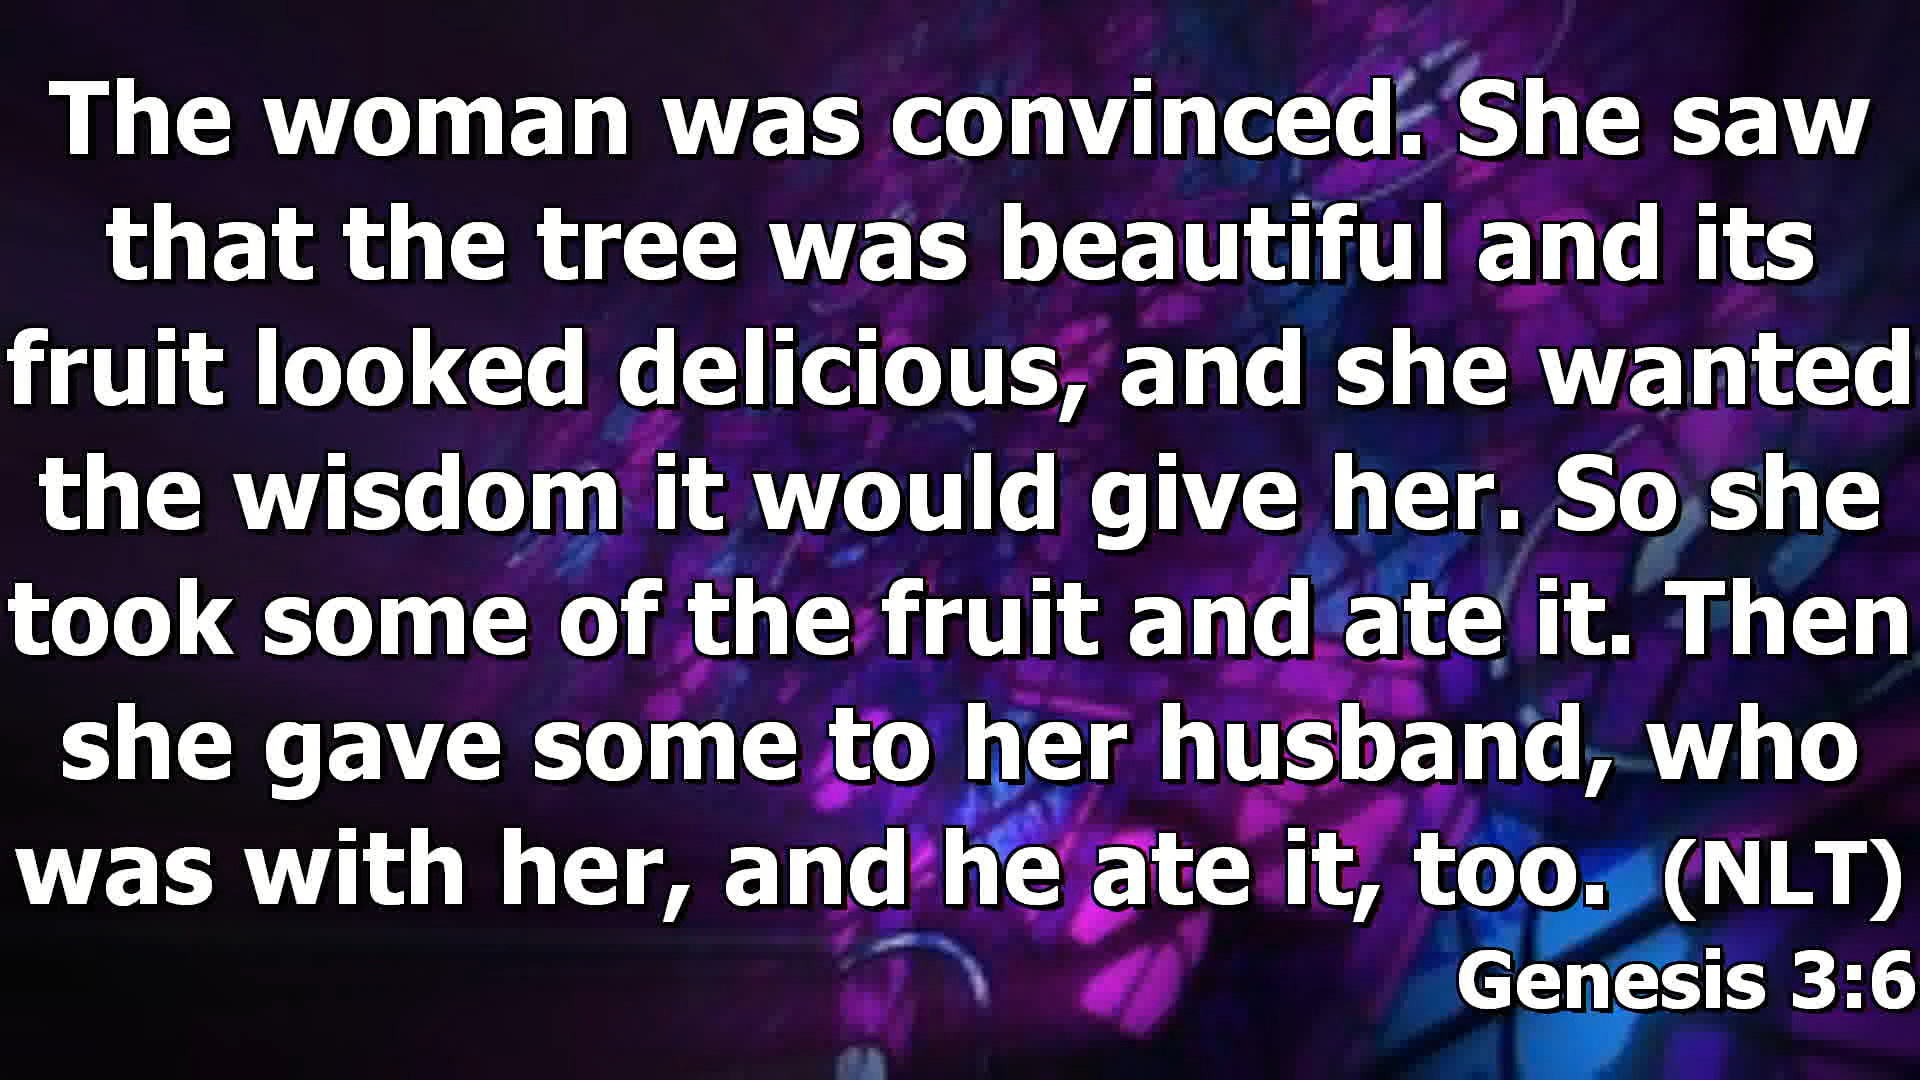 The woman was convinced. She saw
that the tree was beautiful and its
fruit looked delicious, and she wanted
the wisdom it would give her. So she
took some of the fruit and ate it. Then
she gave some to her husband, who
was with her, and he ate it, too. (NLT)
Genesis 3:6